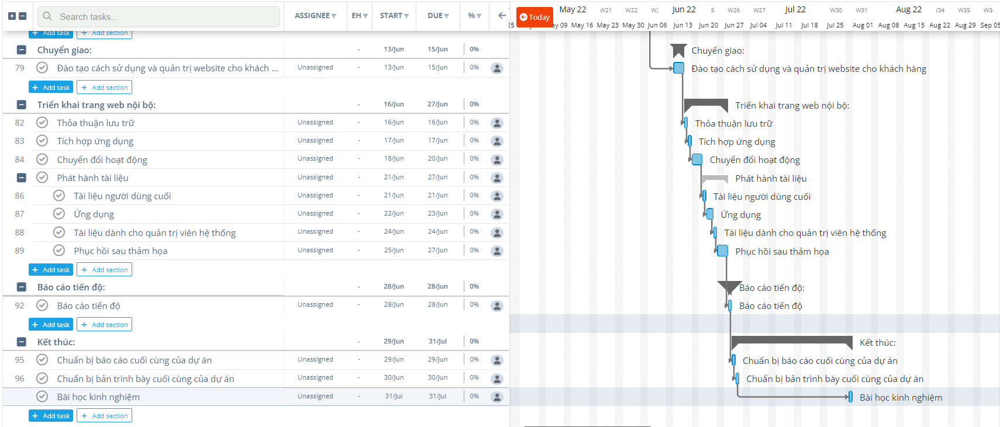 Search tasks...
ASSIGNEE EH START DUE %
Today
May 22 W21 W22 Jun 22 W26 W27 Jul 22 W30 W31 Aug 22 /34 W35
25 ay 09 May 16 May 23 May 30 Jun 06 Jun 13 Jun 20 Jun 27 Jul 04 Jul 11 Jul 18 Jul 25 Aug 01 Aug 08 Aug 15 Aug 22 Aug 29 Sep 05
+ Add task + Add section
Chuyển giao: - 13/Jun 15/Jun 0% Chuyển giao:
79 Đào tạo cách sử dụng và quản trị website cho khách ... Unassigned - 13/Jun 15/Jun 0% Đào tạo cách sử dụng và quản trị website cho khách hàng
+ Add task + Add section
Triển khai trang web nội bộ: - 16/Jun 27/Jun 0% Triển khai trang web nội bộ:
82 Thỏa thuận lưu trữ Unassigned - 16/Jun 16/Jun 0% Thỏa thuận lưu trữ
83 Tích hợp ứng dụng Unassigned - 17/Jun 17/Jun 0% Tích hợp ứng dụng
84 Chuyển đổi hoạt động Unassigned - 18/Jun 20/Jun 0% Chuyển đổi hoạt động
Phát hành tài liệu Unassigned - 21/Jun 27/Jun 0% Phát hành tài liệu
86 Tài liệu người dùng cuối Unassigned - 21/Jun 21/Jun 0% Tài liệu người dùng cuối
87 Ứng dụng Unassigned - 22/Jun 23/Jun 0% Ứng dụng
88 Tài liệu dành cho quản trị viên hệ thống Unassigned - 24/Jun 24/Jun 0% Tài liệu dành cho quản trị viên hệ thống
89 Phục hồi sau thảm họa Unassigned - 25/Jun 27/Jun 0% Phục hồi sau thảm họa
+ Add task + Add section
Báo cáo tiến độ: - 28/Jun 28/Jun 0% Báo cáo tiến độ:
92 Báo cáo tiến độ Unassigned - 28/Jun 28/Jun 0% Báo cáo tiến độ
+ Add task + Add section
Kết thúc: - 29/Jun 31/Jul 0% Kết thúc:
95 Chuẩn bị báo cáo cuối cùng của dự án Unassigned - 29/Jun 29/Jun 0% Chuẩn bị báo cáo cuối cùng của dự án
96 Chuẩn bị bản trình bày cuối cùng của dự án Unassigned - 30/Jun 30/Jun 0% Chuẩn bị bản trình bày cuối cùng của dự án
Bài học kinh nghiệm Unassigned - 31/Jul 31/Jul 0% Bài học kinh nghiệm
+ Add task + Add section